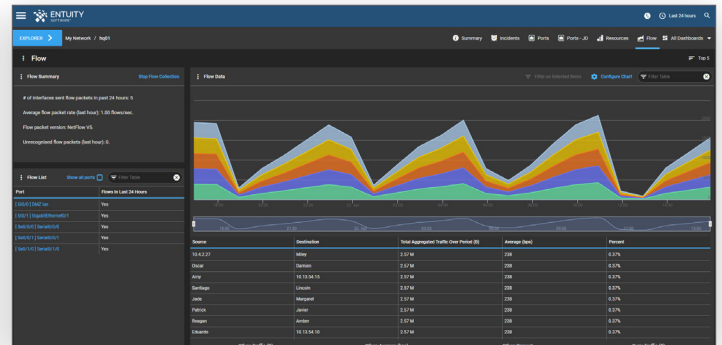 ENTUITY
SOFTWARE
Last 24 hours
EXPLORER
My Network / bg01
Summary
Incidents
Ports
Ports - JO
Resources
Flow
All Dashboards
Flow
Top 5
Flow Summary
Stop Flow Collection
# of interfaces sent flow packets in past 24 hours: 5
Average flow packet rate (last hour): 1.00 flows/sec.
Flow packet version: NetFlow V5.
Unrecognised flow packets (last hour): 0.
Flow List
Show all ports
Filter Table
Port Flows In Last 24 Hours
Yes
Yes
Yes
Yes
Yes
Flow Data
Filter on Selected Items
Configure Chart
Filter Table
Source Destination Total Aggregated Traffic Over Period (B) Average (bps) Percent
10.4.2.27 Miley 2.57 M 238 0.37%
Oscar Damien 2.57 M 238 0.37%
Amy 10.13.54.15 2.57 M 238 0.37%
Santiago Lincoln 2.57 M 238 0.37%
Jade Margaret 2.57 M 238 0.37%
Patrick Javier 2.57 M 238 0.37%
Reagan Amber 2.57 M 238 0.37%
Eduardo 10.13.54.10 2.57 M 238 0.37%